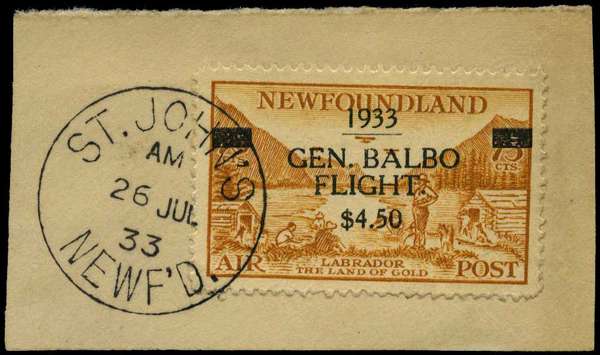 ST. JOHN'S
AM
26 JUL
33
NEWF'D.
NEWFOUNDLAND
1933
75
CTS.
GEN. BALBO
FLIGHT.
$4.50
LABRADOR
THE LAND OF GOLD
AIR POST